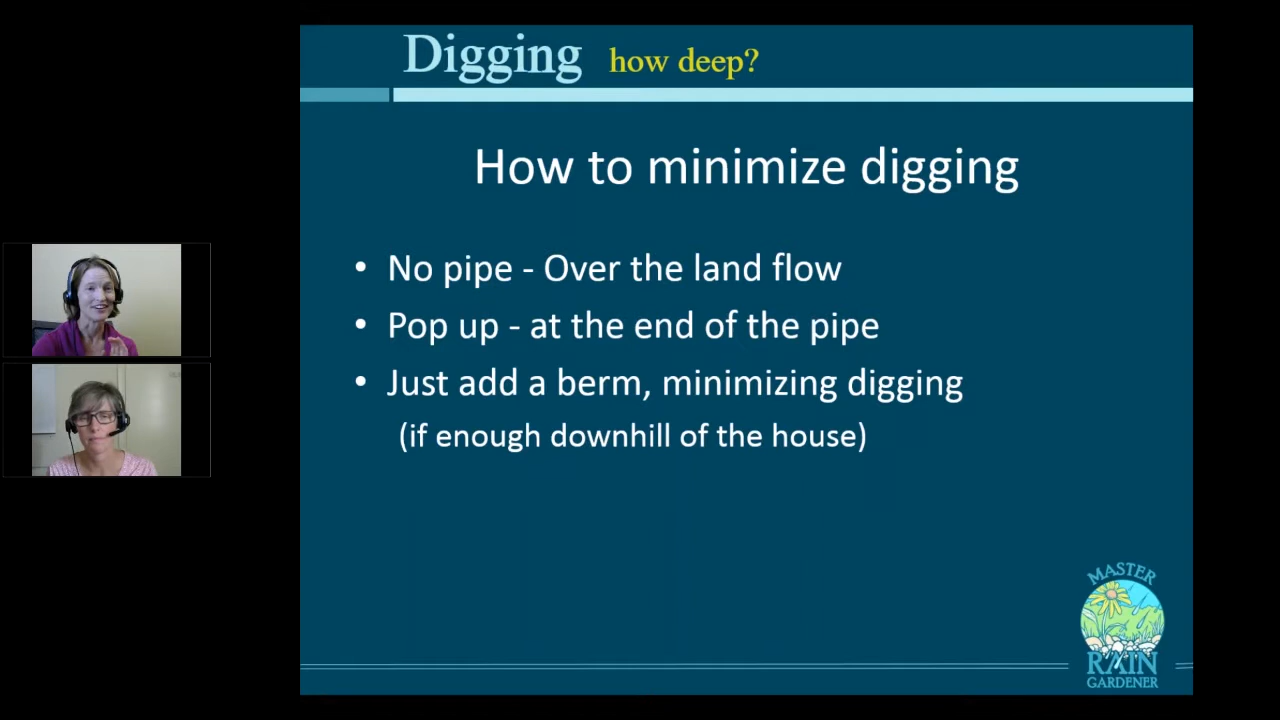 Digging how deep?
How to minimize digging
• No pipe - Over the land flow
• Pop up - at the end of the pipe
• Just add a berm, minimizing digging
(if enough downhill of the house)
MASTER
RAIN
GARDENER